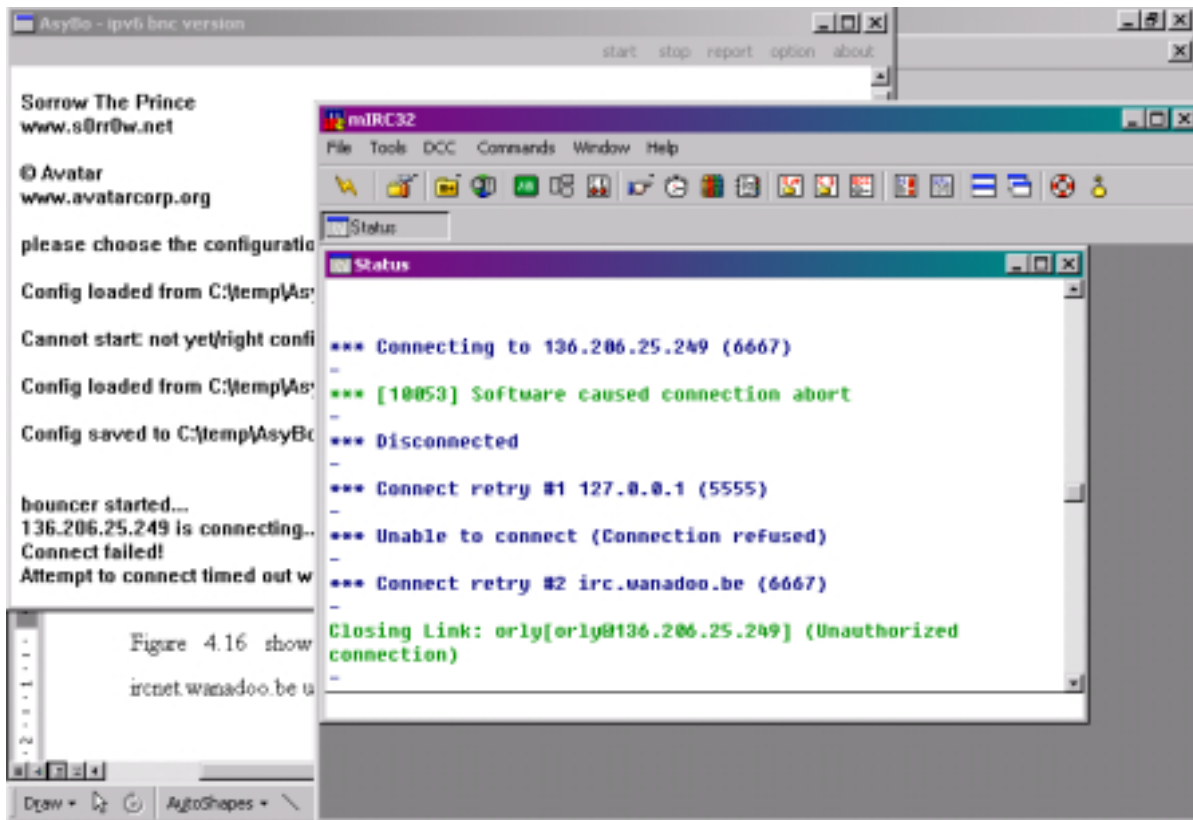 AsyBo - ipv6 bnc version
start stop report option about
Sorrow The Prince
www.s0rr0w.net
© Avatar
www.avatarcorp.org
please choose the configuratio
Config loaded from C:\temp\Asy
Cannot start: not yet/right confi
Config loaded from C:\temp\Asy
Config saved to C:\temp\AsyBo
bouncer started...
136.206.25.249 is connecting..
Connect failed!
Attempt to connect timed out w
mIRC32
File Tools DCC Commands Window Help
Status
Status
*** Connecting to 136.206.25.249 (6667)
-
*** [10053] Software caused connection abort
-
*** Disconnected
-
*** Connect retry #1 127.0.0.1 (5555)
-
*** Unable to connect (Connection refused)
-
*** Connect retry #2 irc.wanadoo.be (6667)
-
Closing Link: orly[orly@136.206.25.249] (Unauthorized
connection)
-
Figure 4.16 show
ircnet.wanadoo.be u
Draw AutoShapes